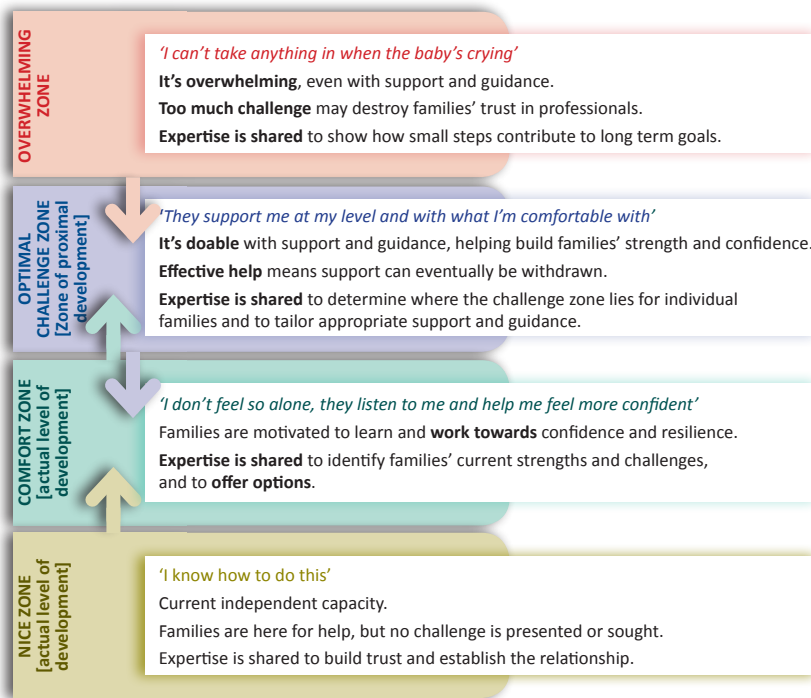 OVERWHELMING
ZONE
‘I can’t take anything in when the baby’s crying’
It’s overwhelming, even with support and guidance.
Too much challenge may destroy families’ trust in professionals.
Expertise is shared to show how small steps contribute to long term goals.
OPTIMAL
CHALLENGE ZONE
[Zone of proximal
development]
'They support me at my level and with what I’m comfortable with’
It’s doable with support and guidance, helping build families’ strength and confidence.
Effective help means support can eventually be withdrawn.
Expertise is shared to determine where the challenge zone lies for individual
families and to tailor appropriate support and guidance.
COMFORT ZONE
[actual level of
development]
‘I don’t feel so alone, they listen to me and help me feel more confident’
Families are motivated to learn and work towards confidence and resilience.
Expertise is shared to identify families’ current strengths and challenges,
and to offer options.
NICE ZONE
[actual level of
development]
‘I know how to do this’
Current independent capacity.
Families are here for help, but no challenge is presented or sought.
Expertise is shared to build trust and establish the relationship.